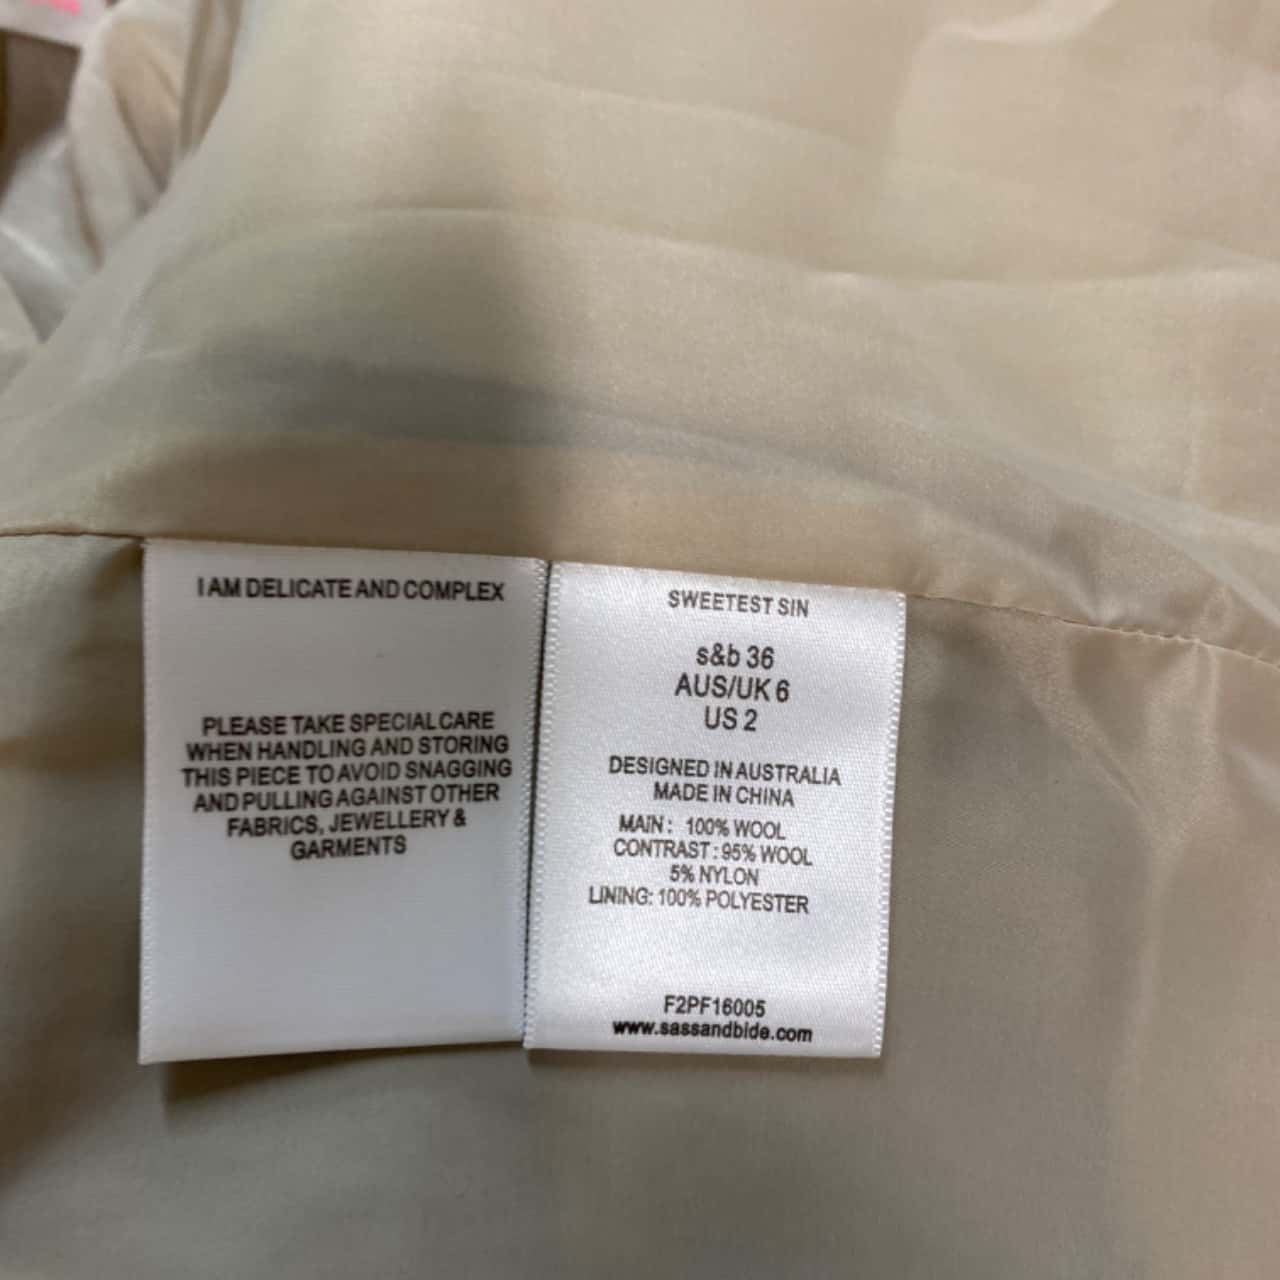 I AM DELICATE AND COMPLEX
PLEASE TAKE SPECIAL CARE
WHEN HANDLING AND STORING
THIS PIECE TO AVOID SNAGGING
AND PULLING AGAINST OTHER
FABRICS, JEWELLERY &
GARMENTS
SWEETEST SIN
s&b 36
AUS/UK 6
US 2
DESIGNED IN AUSTRALIA
MADE IN CHINA
MAIN: 100% WOOL
CONTRAST: 95% WOOL
5% NYLON
LINING: 100% POLYESTER
F2PF16005
www.sassandbide.com